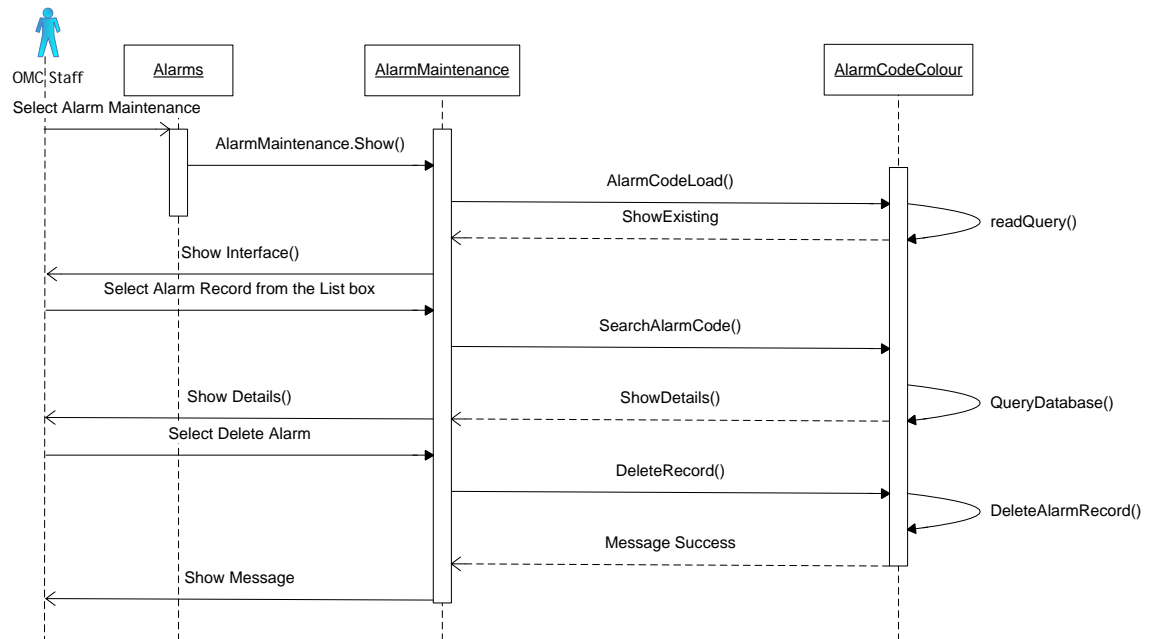 OMC Staff
Alarms
AlarmMaintenance
AlarmCodeColour
Select Alarm Maintenance
AlarmMaintenance.Show()
AlarmCodeLoad()
ShowExisting
readQuery()
Show Interface()
Select Alarm Record from the List box
SearchAlarmCode()
Show Details()
ShowDetails()
QueryDatabase()
Select Delete Alarm
DeleteRecord()
DeleteAlarmRecord()
Message Success
Show Message